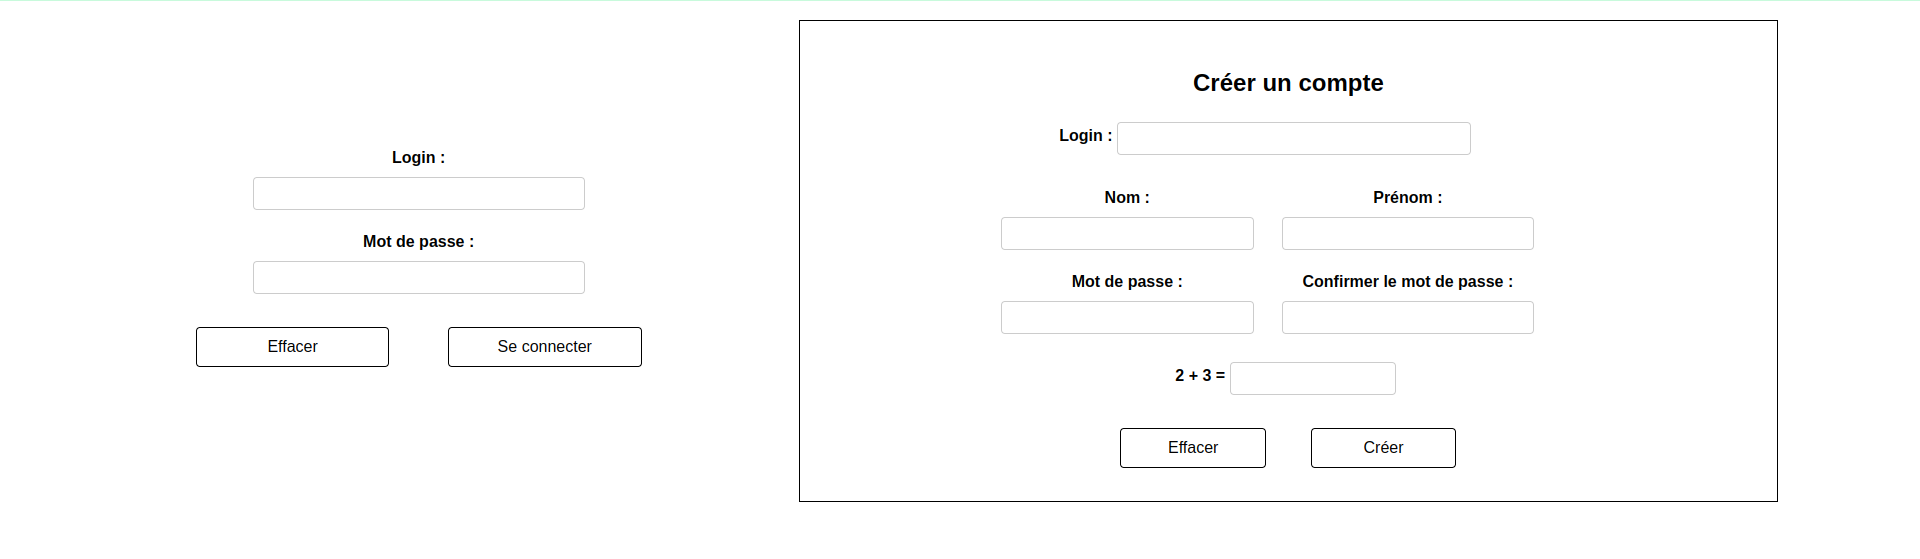 Login :
Mot de passe :
Effacer Se connecter
Créer un compte
Login :
Nom : Prénom :
Mot de passe : Confirmer le mot de passe :
2 + 3 =
Effacer Créer